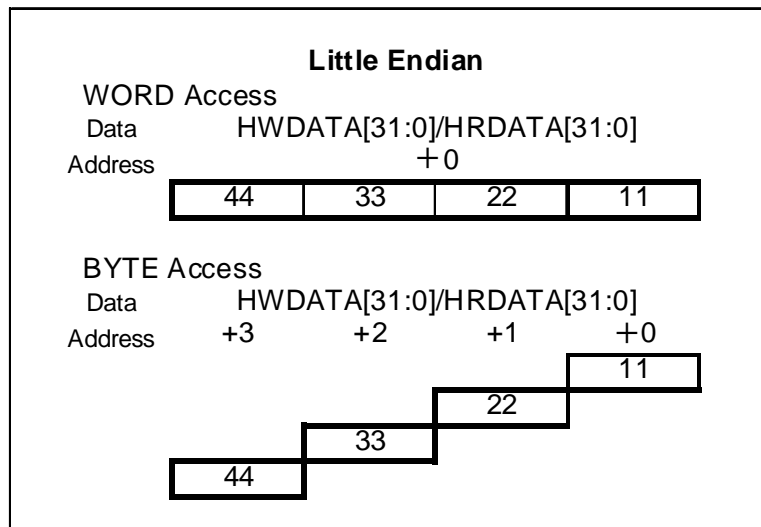 Little Endian
WORD Access
Data HWDATA[31:0]/HRDATA[31:0]
Address +0
44 33 22 11
BYTE Access
Data HWDATA[31:0]/HRDATA[31:0]
Address +3 +2 +1 +0
11
22
33
44